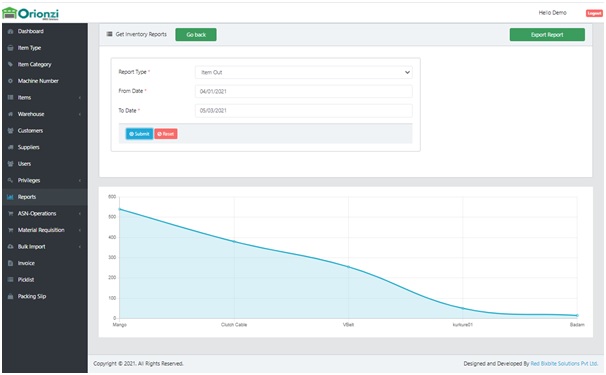 Orionzi
Hello Demo
Logout
Dashboard
Item Type
Item Category
Machine Number
Items
Warehouse
Customers
Suppliers
Users
Privileges
Reports
ASN-Operations
Material Requisition
Bulk Import
Invoice
Picklist
Packing Slip
Get Inventory Reports
Go back
Export Report
Report Type *
Item Out
From Date *
04/01/2021
To Date *
05/03/2021
Submit
Reset
600
500
400
300
200
100
0
Mango
Clutch Cable
VBelt
kurkure01
Badam
Copyright © 2021. All Rights Reserved.
Designed and Developed By Red Bixbite Solutions Pvt Ltd.